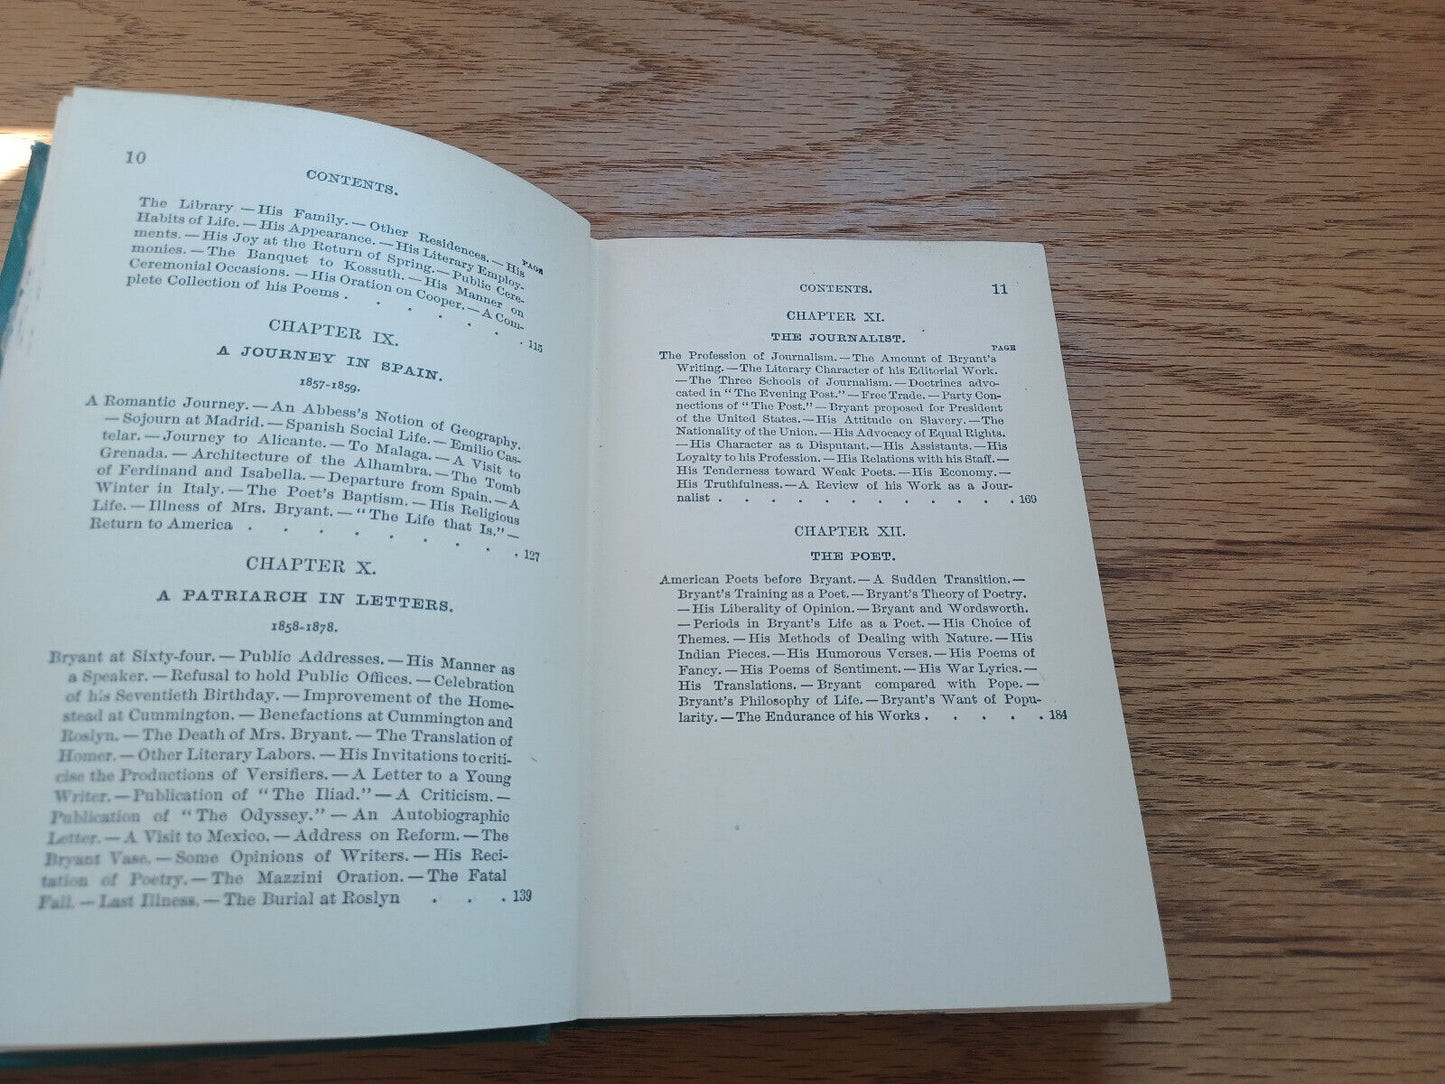 10
CONTENTS.
PAGE
The Library — His Family. — Other Residences. — His
Habits of Life. — His Appearance. — His Literary Employ-
ments. — His Joy at the Return of Spring. — Public Cere-
monies. — The Banquet to Kossuth. — His Manner on
Ceremonial Occasions. — His Oration on Cooper. — A Com-
plete Collection of his Poems . . . . . . . 115
CHAPTER IX.
A JOURNEY IN SPAIN.
1857-1859.
A Romantic Journey. — An Abbess's Notion of Geography.
— Sojourn at Madrid. — Spanish Social Life. — Emilio Cas-
telar. — Journey to Alicante. — To Malaga. — A Visit to
Grenada. — Architecture of the Alhambra. — The Tomb
of Ferdinand and Isabella. — Departure from Spain. — A
Winter in Italy. — The Poet's Baptism. — His Religious
Life. — Illness of Mrs. Bryant. — "The Life that Is." —
Return to America . . . . . . . . . 127
CHAPTER X.
A PATRIARCH IN LETTERS.
1858-1878.
Bryant at Sixty-four. — Public Addresses. — His Manner as
a Speaker. — Refusal to hold Public Offices. — Celebration
of his Seventieth Birthday. — Improvement of the Home-
stead at Cummington. — Benefactions at Cummington and
Roslyn. — The Death of Mrs. Bryant. — The Translation of
Homer. — Other Literary Labors. — His Invitations to criti-
cise the Productions of Versifiers. — A Letter to a Young
Writer. — Publication of "The Iliad." — A Criticism. —
Publication of "The Odyssey." — An Autobiographic
Letter. — A Visit to Mexico. — Address on Reform. — The
Bryant Vase. — Some Opinions of Writers. — His Reci-
tation of Poetry. — The Mazzini Oration. — The Fatal
Fall. — Last Illness. — The Burial at Roslyn . . . 139
CONTENTS. 11
CHAPTER XI.
THE JOURNALIST.
PAGE
The Profession of Journalism. — The Amount of Bryant's
Writing. — The Literary Character of his Editorial Work.
— The Three Schools of Journalism. — Doctrines advo-
cated in "The Evening Post." — Free Trade. — Party Con-
nections of "The Post." — Bryant proposed for President
of the United States. — His Attitude on Slavery. — The
Nationality of the Union. — His Advocacy of Equal Rights.
— His Character as a Disputant. — His Assistants. — His
Loyalty to his Profession. — His Relations with his Staff. —
His Tenderness toward Weak Poets. — His Economy. —
His Truthfulness. — A Review of his Work as a Jour-
nalist . . . . . . . . . . . . 169
CHAPTER XII.
THE POET.
American Poets before Bryant. — A Sudden Transition. —
Bryant's Training as a Poet. — Bryant's Theory of Poetry.
— His Liberality of Opinion. — Bryant and Wordsworth.
— Periods in Bryant's Life as a Poet. — His Choice of
Themes. — His Methods of Dealing with Nature. — His
Indian Pieces. — His Humorous Verses. — His Poems of
Fancy. — His Poems of Sentiment. — His War Lyrics. —
His Translations. — Bryant compared with Pope. —
Bryant's Philosophy of Life. — Bryant's Want of Popu-
larity. — The Endurance of his Works . . . . . 184